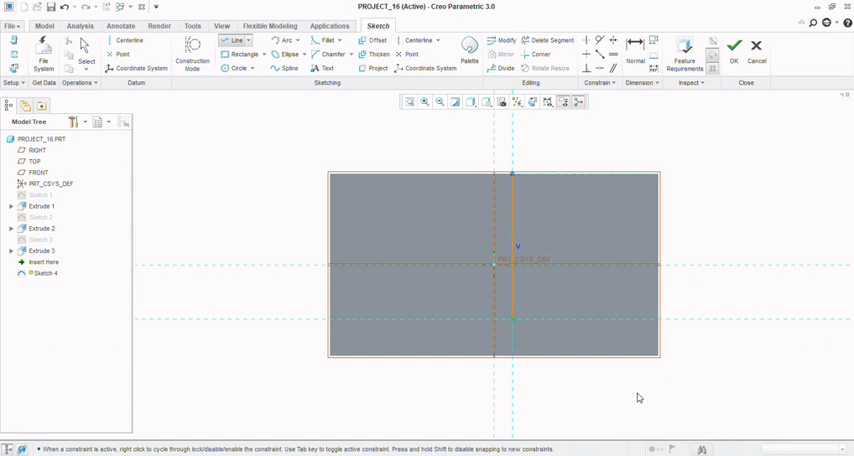 PROJECT_16 (Active) - Creo Parametric 3.0
File Model Analysis Annotate Render Tools View Flexible Modeling Applications Sketch
File System
Select
Centerline
Point
Coordinate System
Construction Mode
Line Arc Fillet Offset Centerline
Rectangle Ellipse Chamfer Thicken Point
Circle Spline Text Project Coordinate System
Palette
Modify Delete Segment
Mirror Corner
Divide Rotate Resize
Normal
Feature Requirements
OK
Cancel
Setup Get Data Operations Datum Sketching Editing Constrain Dimension Inspect Close
Model Tree
PROJECT_16.PRT
RIGHT
TOP
FRONT
PRT_CSYS_DEF
Sketch 1
Extrude 1
Sketch 2
Extrude 2
Sketch 3
Extrude 3
Insert Here
Sketch 4
V
PRT_CSYS_DEF
When a constraint is active, right click to cycle through lock/disable/enable the constraint. Use Tab key to toggle active constraint. Press and hold Shift to disable snapping to new constraints.